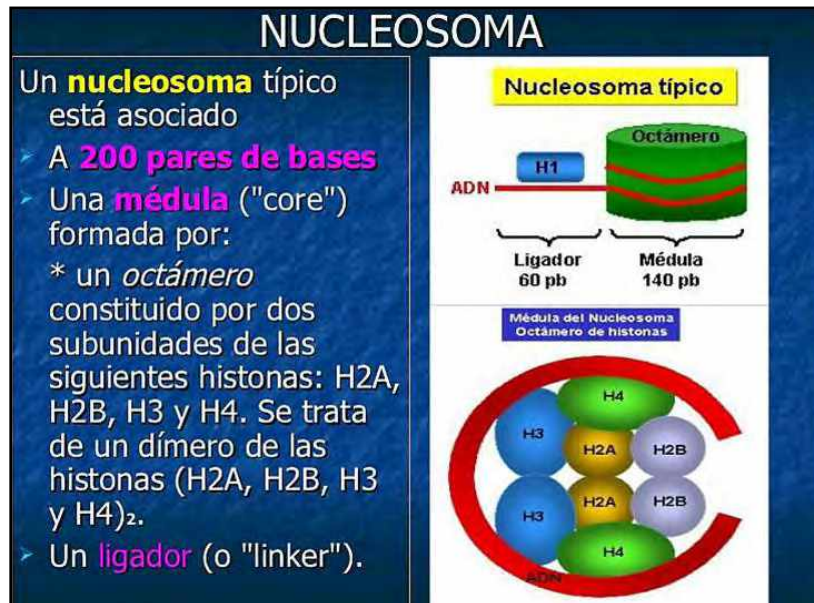 NUCLEOSOMA
Un nucleosoma típico
está asociado
A 200 pares de bases
Una médula ("core")
formada por:
* un octámero
constituido por dos
subunidades de las
siguientes histonas: H2A,
H2B, H3 y H4. Se trata
de un dímero de las
histonas (H2A, H2B, H3
y H4)₂.
Un ligador (o "linker").
Nucleosoma típico
Octámero
H1
ADN
Ligador
60 pb
Médula
140 pb
Médula del Nucleosoma
Octámero de histonas
H4
H3
H2A
H2B
H3
H2A
H2B
H4
ADN